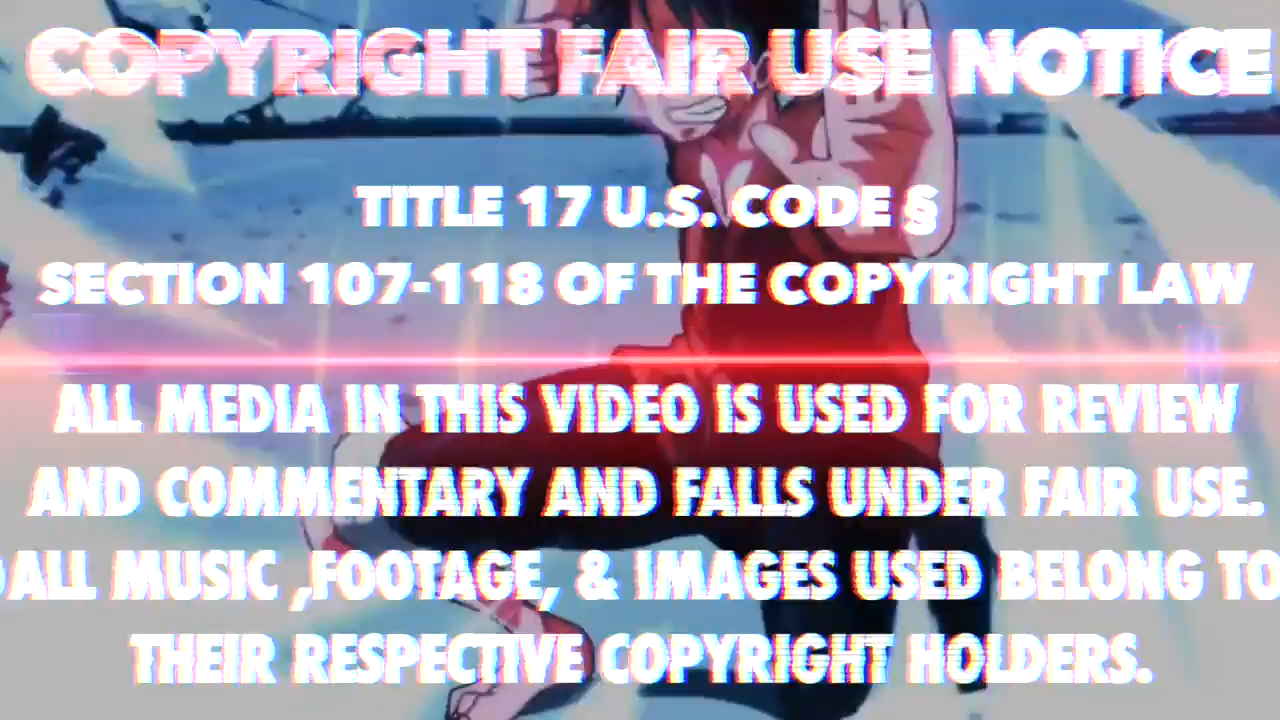 COPYRIGHT FAIR USE NOTICE
TITLE 17 U.S. CODE §
SECTION 107-118 OF THE COPYRIGHT LAW
ALL MEDIA IN THIS VIDEO IS USED FOR REVIEW
AND COMMENTARY AND FALLS UNDER FAIR USE.
ALL MUSIC ,FOOTAGE, & IMAGES USED BELONG TO
THEIR RESPECTIVE COPYRIGHT HOLDERS.